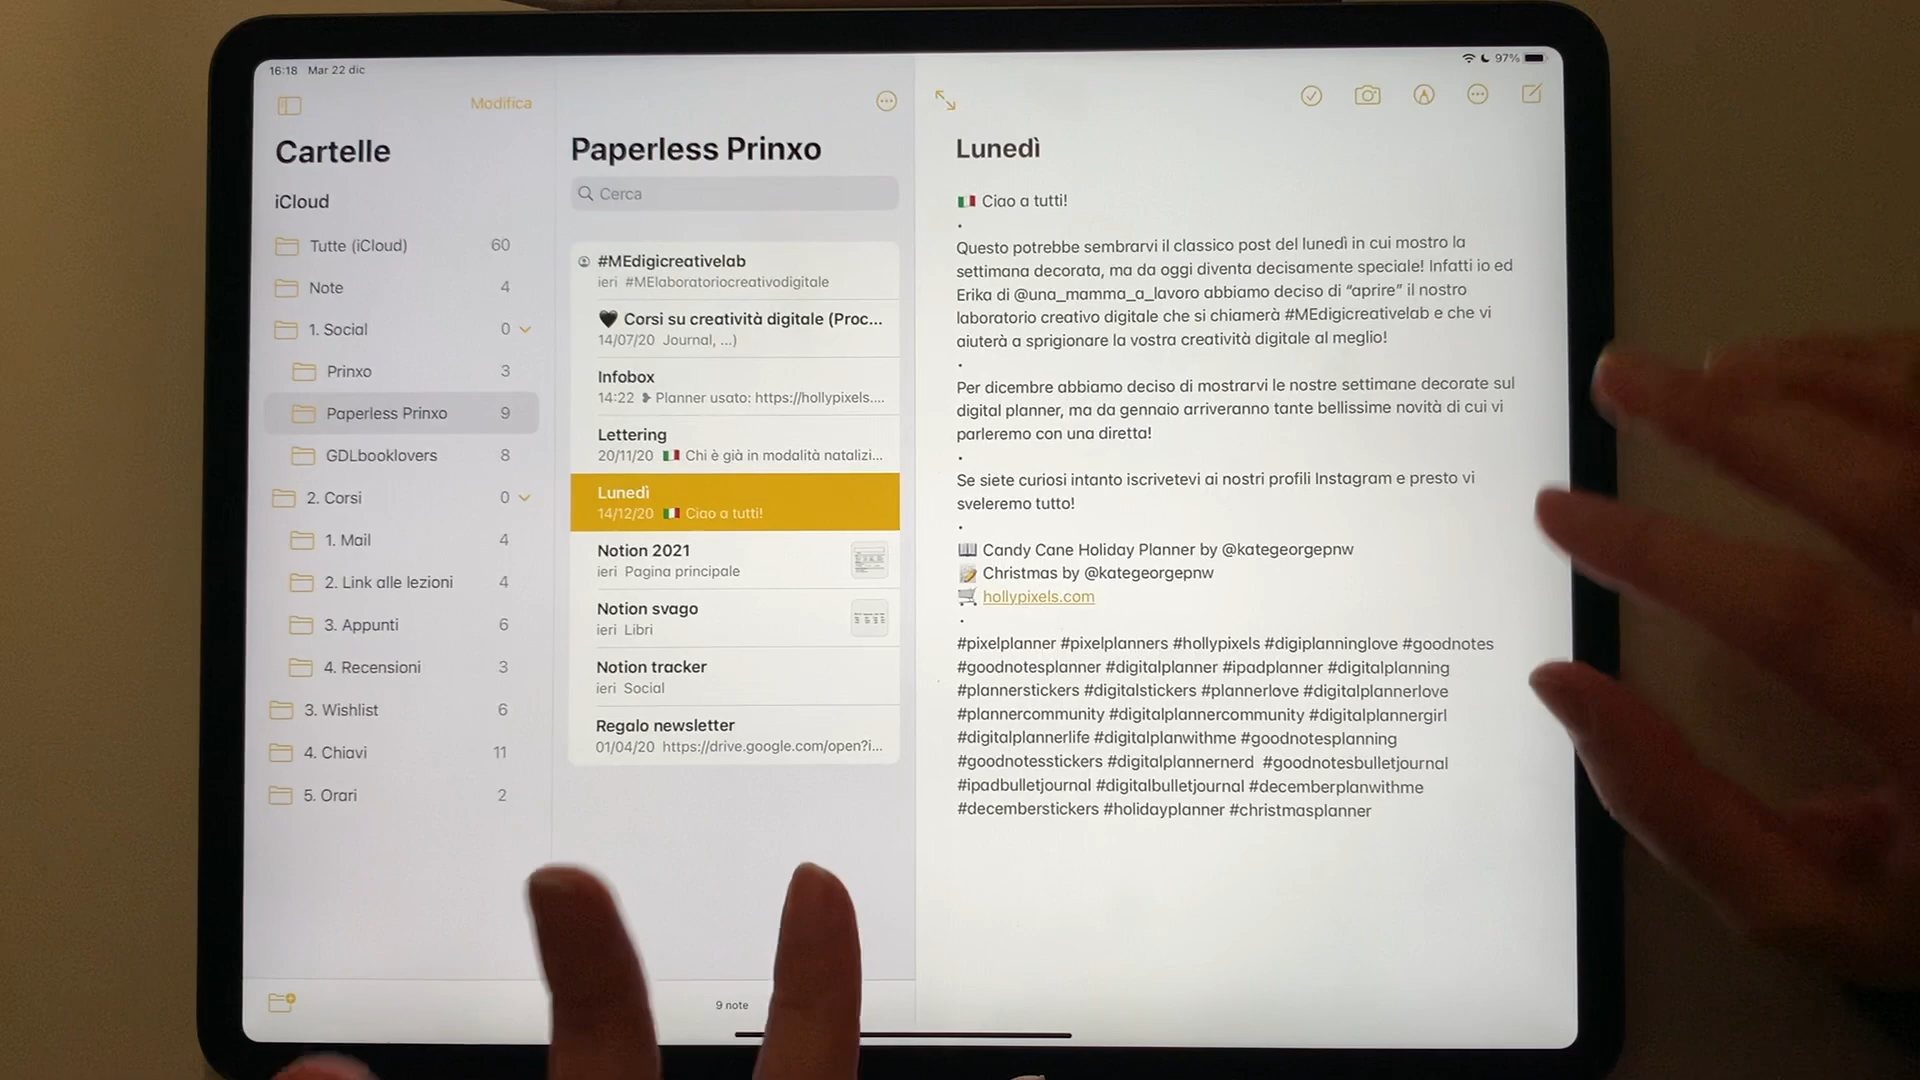 16:18 Mar 22 dic
97%
Modifica
Cartelle
iCloud
Tutte (iCloud) 60
Note 4
1. Social 0
Prinxo 3
Paperless Prinxo 9
GDLbooklovers 8
2. Corsi 0
1. Mail 4
2. Link alle lezioni 4
3. Appunti 6
4. Recensioni 3
3. Wishlist 6
4. Chiavi 11
5. Orari 2
Paperless Prinxo
Cerca
#MEdigicreativelab
ieri #MElaboratoriocreativodigitale
🖤 Corsi su creatività digitale (Proc...
14/07/20 Journal, ...)
Infobox
14:22 ❥ Planner usato: https://hollypixels....
Lettering
20/11/20 🇮🇹 Chi è già in modalità natalizi...
Lunedì
14/12/20 🇮🇹 Ciao a tutti!
Notion 2021
ieri Pagina principale
Notion svago
ieri Libri
Notion tracker
ieri Social
Regalo newsletter
01/04/20 https://drive.google.com/open?i...
9 note
Lunedì
🇮🇹 Ciao a tutti!
•
Questo potrebbe sembrarvi il classico post del lunedì in cui mostro la
settimana decorata, ma da oggi diventa decisamente speciale! Infatti io ed
Erika di @una_mamma_a_lavoro abbiamo deciso di “aprire” il nostro
laboratorio creativo digitale che si chiamerà #MEdigicreativelab e che vi
aiuterà a sprigionare la vostra creatività digitale al meglio!
•
Per dicembre abbiamo deciso di mostrarvi le nostre settimane decorate sul
digital planner, ma da gennaio arriveranno tante bellissime novità di cui vi
parleremo con una diretta!
•
Se siete curiosi intanto iscrivetevi ai nostri profili Instagram e presto vi
sveleremo tutto!
•
📖 Candy Cane Holiday Planner by @kategeorgepnw
📝 Christmas by @kategeorgepnw
🛒 hollypixels.com
•
#pixelplanner #pixelplanners #hollypixels #digiplanninglove #goodnotes
#goodnotesplanner #digitalplanner #ipadplanner #digitalplanning
#plannerstickers #digitalstickers #plannerlove #digitalplannerlove
#plannercommunity #digitalplannercommunity #digitalplannergirl
#digitalplannerlife #digitalplanwithme #goodnotesplanning
#goodnotesstickers #digitalplannernerd #goodnotesbulletjournal
#ipadbulletjournal #digitalbulletjournal #decemberplanwithme
#decemberstickers #holidayplanner #christmasplanner